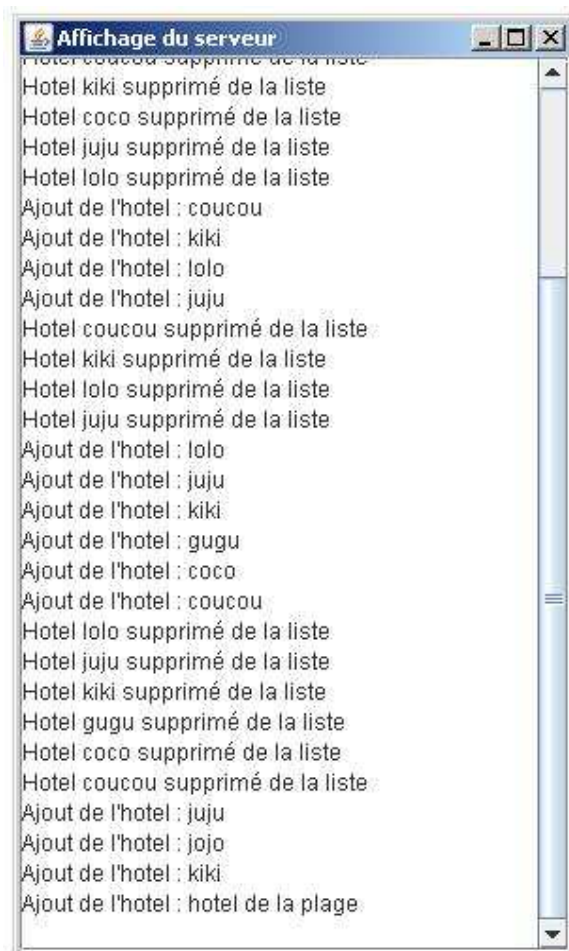 Affichage du serveur
Hotel coucou supprimé de la liste
Hotel kiki supprimé de la liste
Hotel coco supprimé de la liste
Hotel juju supprimé de la liste
Hotel lolo supprimé de la liste
Ajout de l'hotel : coucou
Ajout de l'hotel : kiki
Ajout de l'hotel : lolo
Ajout de l'hotel : juju
Hotel coucou supprimé de la liste
Hotel kiki supprimé de la liste
Hotel lolo supprimé de la liste
Hotel juju supprimé de la liste
Ajout de l'hotel : lolo
Ajout de l'hotel : juju
Ajout de l'hotel : kiki
Ajout de l'hotel : gugu
Ajout de l'hotel : coco
Ajout de l'hotel : coucou
Hotel lolo supprimé de la liste
Hotel juju supprimé de la liste
Hotel kiki supprimé de la liste
Hotel gugu supprimé de la liste
Hotel coco supprimé de la liste
Hotel coucou supprimé de la liste
Ajout de l'hotel : juju
Ajout de l'hotel : jojo
Ajout de l'hotel : kiki
Ajout de l'hotel : hotel de la plage